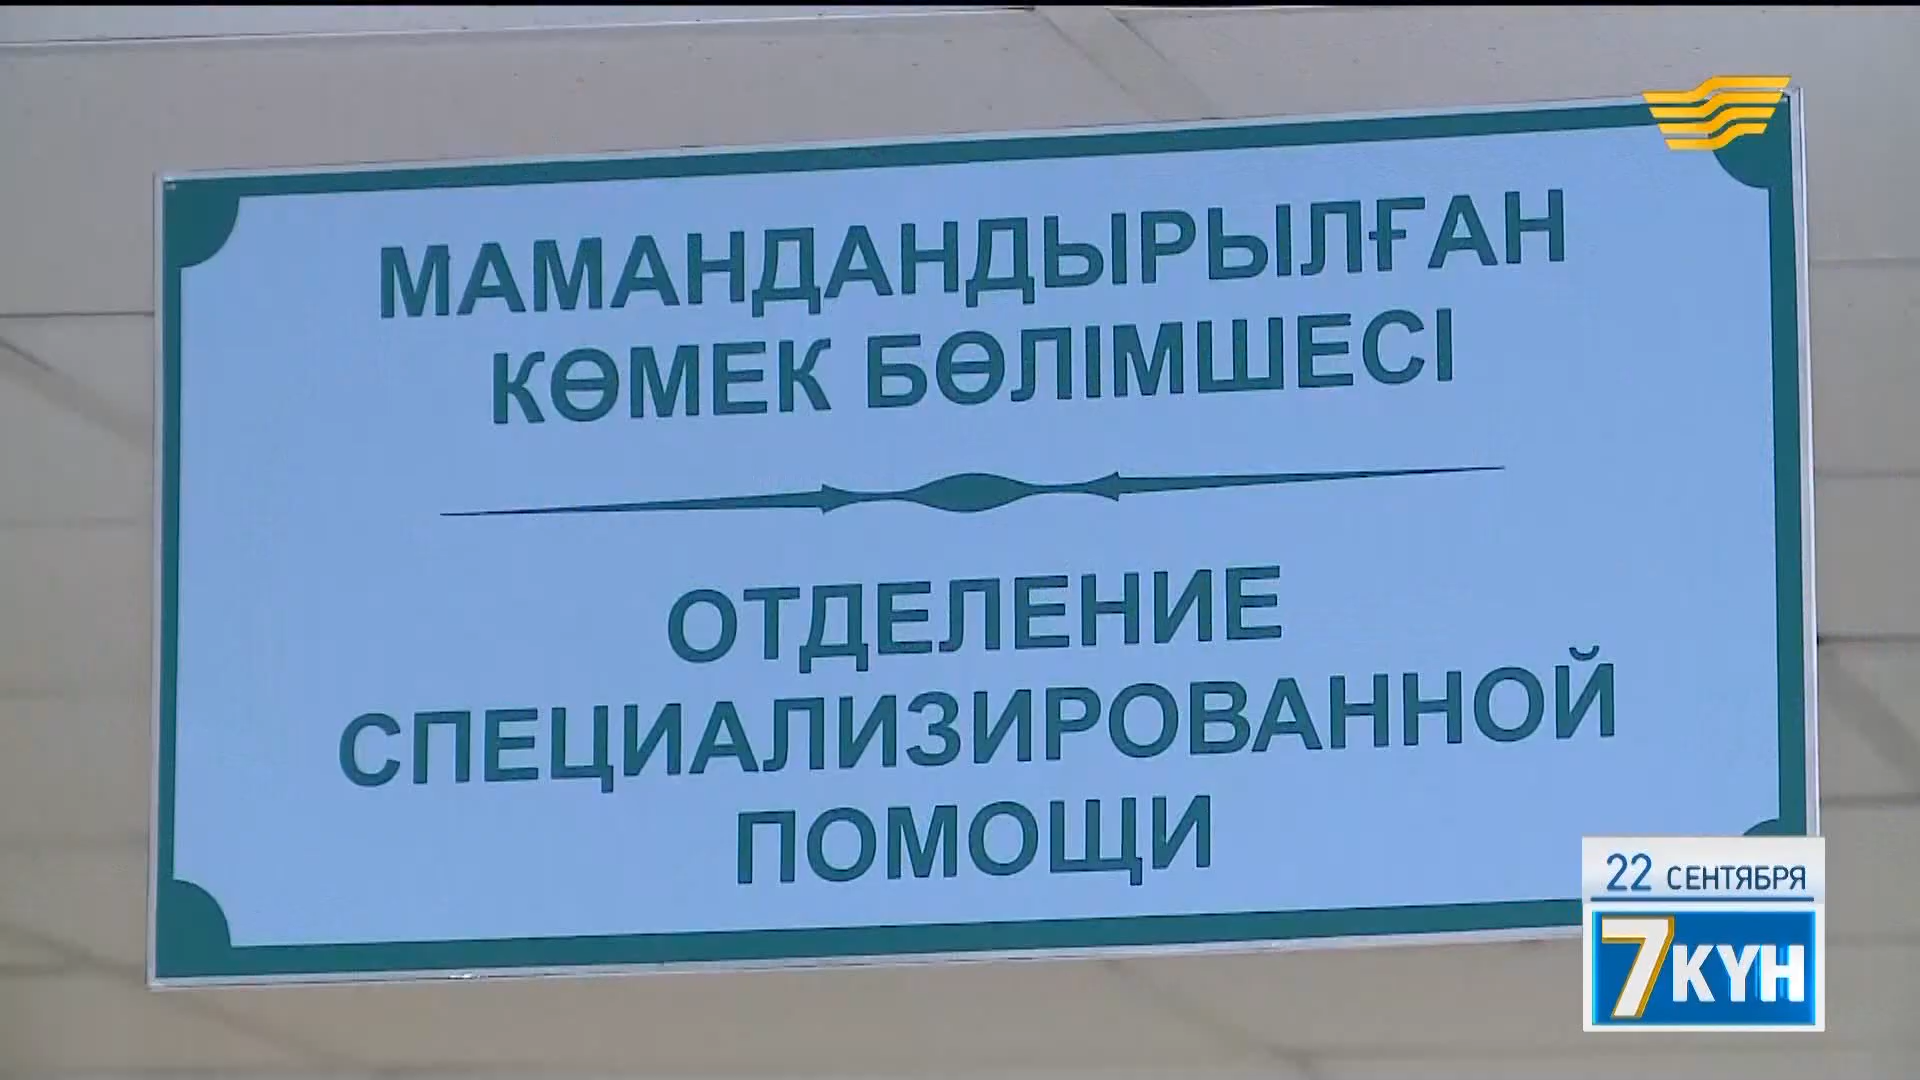 МАМАНДАНДЫРЫЛҒАН
КӨМЕК БӨЛІМШЕСІ
ОТДЕЛЕНИЕ
СПЕЦИАЛИЗИРОВАННОЙ
ПОМОЩИ
22 СЕНТЯБРЯ
7КҮН